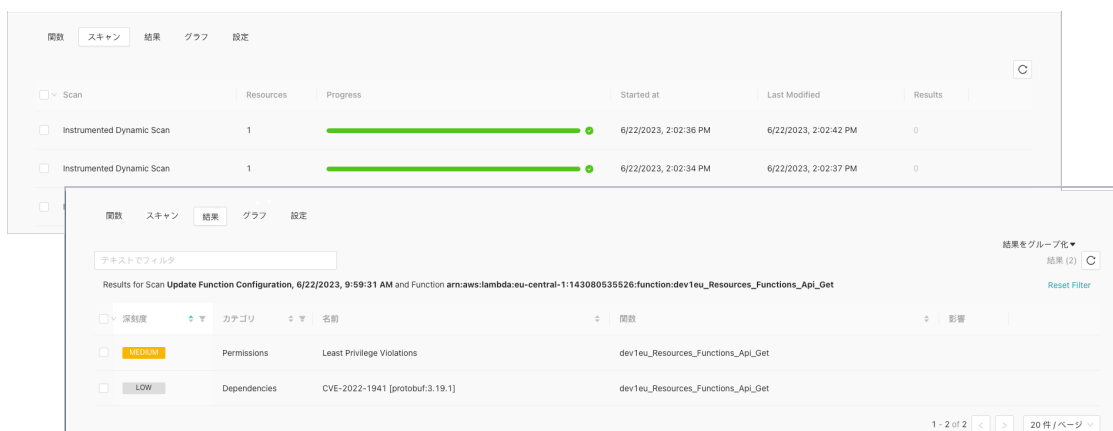 関数 スキャン 結果 グラフ 設定
Scan Resources Progress Started at Last Modified Results
Instrumented Dynamic Scan 1 6/22/2023, 2:02:36 PM 6/22/2023, 2:02:42 PM 0
Instrumented Dynamic Scan 1 6/22/2023, 2:02:34 PM 6/22/2023, 2:02:37 PM 0
関数 スキャン 結果 グラフ 設定
結果をグループ化▼
テキストでフィルタ
結果 (2)
Results for Scan Update Function Configuration, 6/22/2023, 9:59:31 AM and Function arn:aws:lambda:eu-central-1:143080535526:function:dev1eu_Resources_Functions_Api_Get
Reset Filter
深刻度 カテゴリ 名前 関数 影響
MEDIUM Permissions Least Privilege Violations dev1eu_Resources_Functions_Api_Get
LOW Dependencies CVE-2022-1941 [protobuf:3.19.1] dev1eu_Resources_Functions_Api_Get
1 - 2 of 2 < > 20 件 / ページ